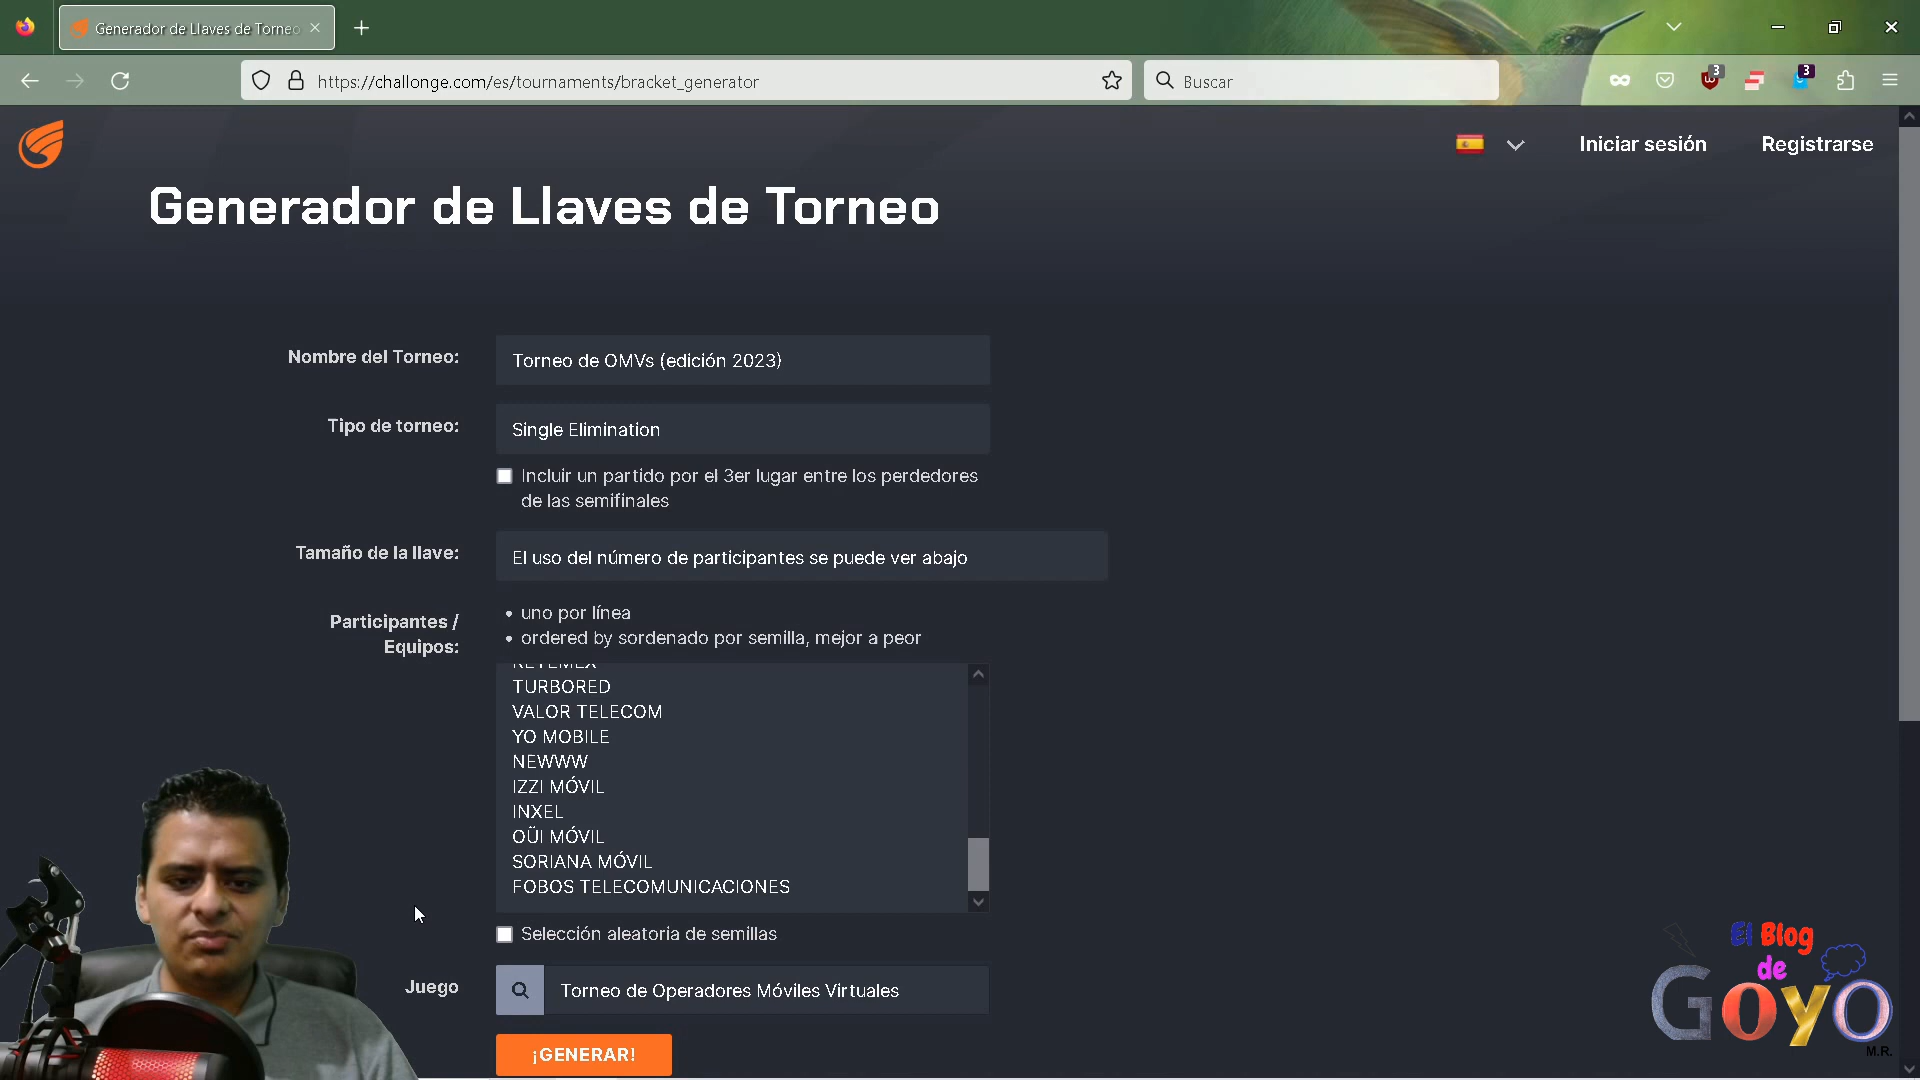 Generador de Llaves de Torneo
https://challonge.com/es/tournaments/bracket_generator
Buscar
3
3
Iniciar sesión
Registrarse
Generador de Llaves de Torneo
Nombre del Torneo:
Torneo de OMVs (edición 2023)
Tipo de torneo:
Single Elimination
Incluir un partido por el 3er lugar entre los perdedores
de las semifinales
Tamaño de la llave:
El uso del número de participantes se puede ver abajo
Participantes /
Equipos:
• uno por línea
• ordered by sordenado por semilla, mejor a peor
TURBORED
VALOR TELECOM
YO MOBILE
NEWWW
IZZI MÓVIL
INXEL
OÜI MÓVIL
SORIANA MÓVIL
FOBOS TELECOMUNICACIONES
Selección aleatoria de semillas
Juego
Torneo de Operadores Móviles Virtuales
¡GENERAR!
El Blog
de
GOYO
M.R.